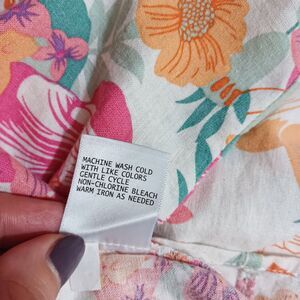 MACHINE WASH COLD
WITH LIKE COLORS
GENTLE CYCLE
NON-CHLORINE BLEACH
WARM IRON AS NEEDED